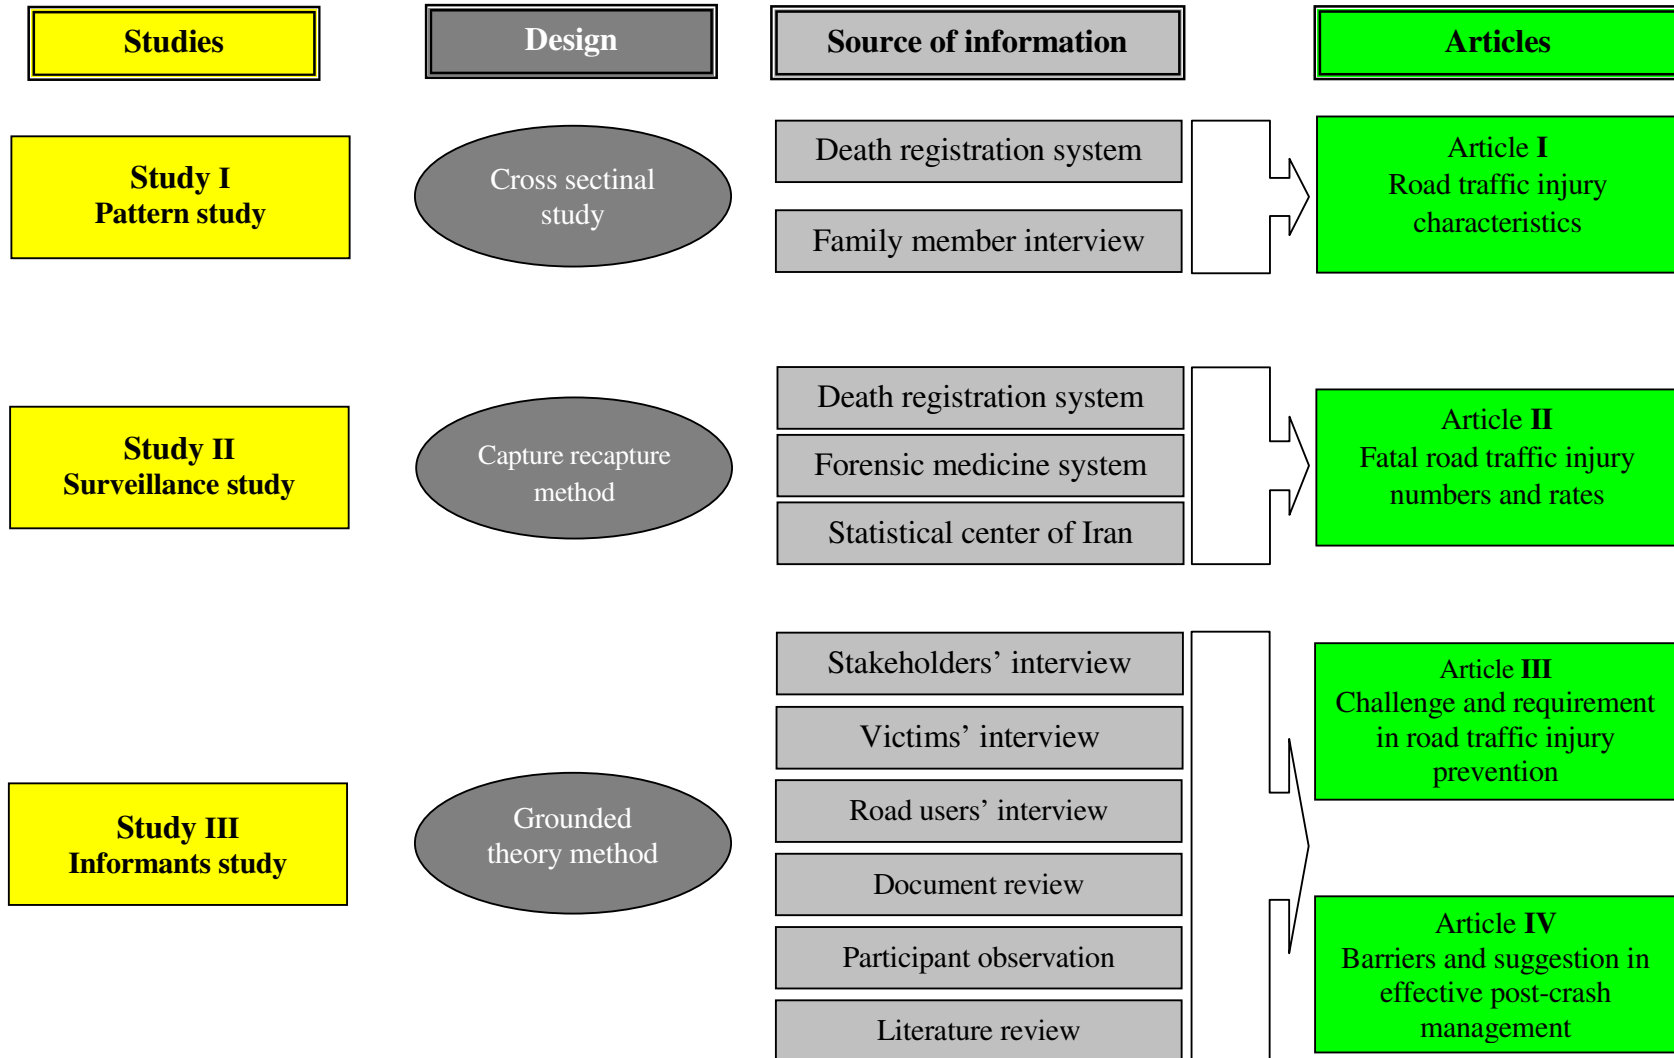 Studies
Design
Source of information
Articles
Study I
Pattern study
Cross sectinal
study
Death registration system
Family member interview
Article I
Road traffic injury
characteristics
Study II
Surveillance study
Capture recapture
method
Death registration system
Forensic medicine system
Statistical center of Iran
Article II
Fatal road traffic injury
numbers and rates
Study III
Informants study
Grounded
theory method
Stakeholders’ interview
Victims’ interview
Road users’ interview
Document review
Participant observation
Literature review
Article III
Challenge and requirement
in road traffic injury
prevention
Article IV
Barriers and suggestion in
effective post-crash
management